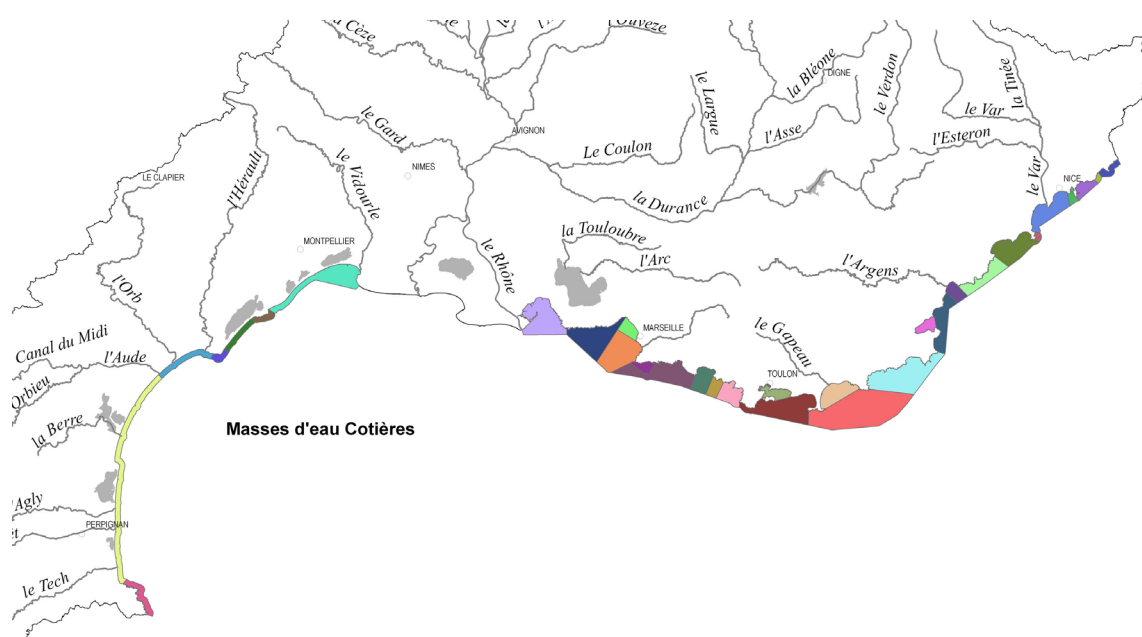 la Cèze
l'Ouvèze
la Bléone
DIGNE
le Verdon
la Tinée
le Largue
le Var
le Gard
AVIGNON
l'Asse
l'Esteron
Le Coulon
le Vidourle
NIMES
LE CLAPIER
l'Hérault
le Var
NICE
la Durance
la Touloubre
MONTPELLIER
l'Arc
le Rhône
l'Argens
l'Orb
MARSEILLE
le Gapeau
Canal du Midi
l'Aude
TOULON
Orbieu
la Berre
Masses d'eau Cotières
Agly
PERPIGNAN
le Tech